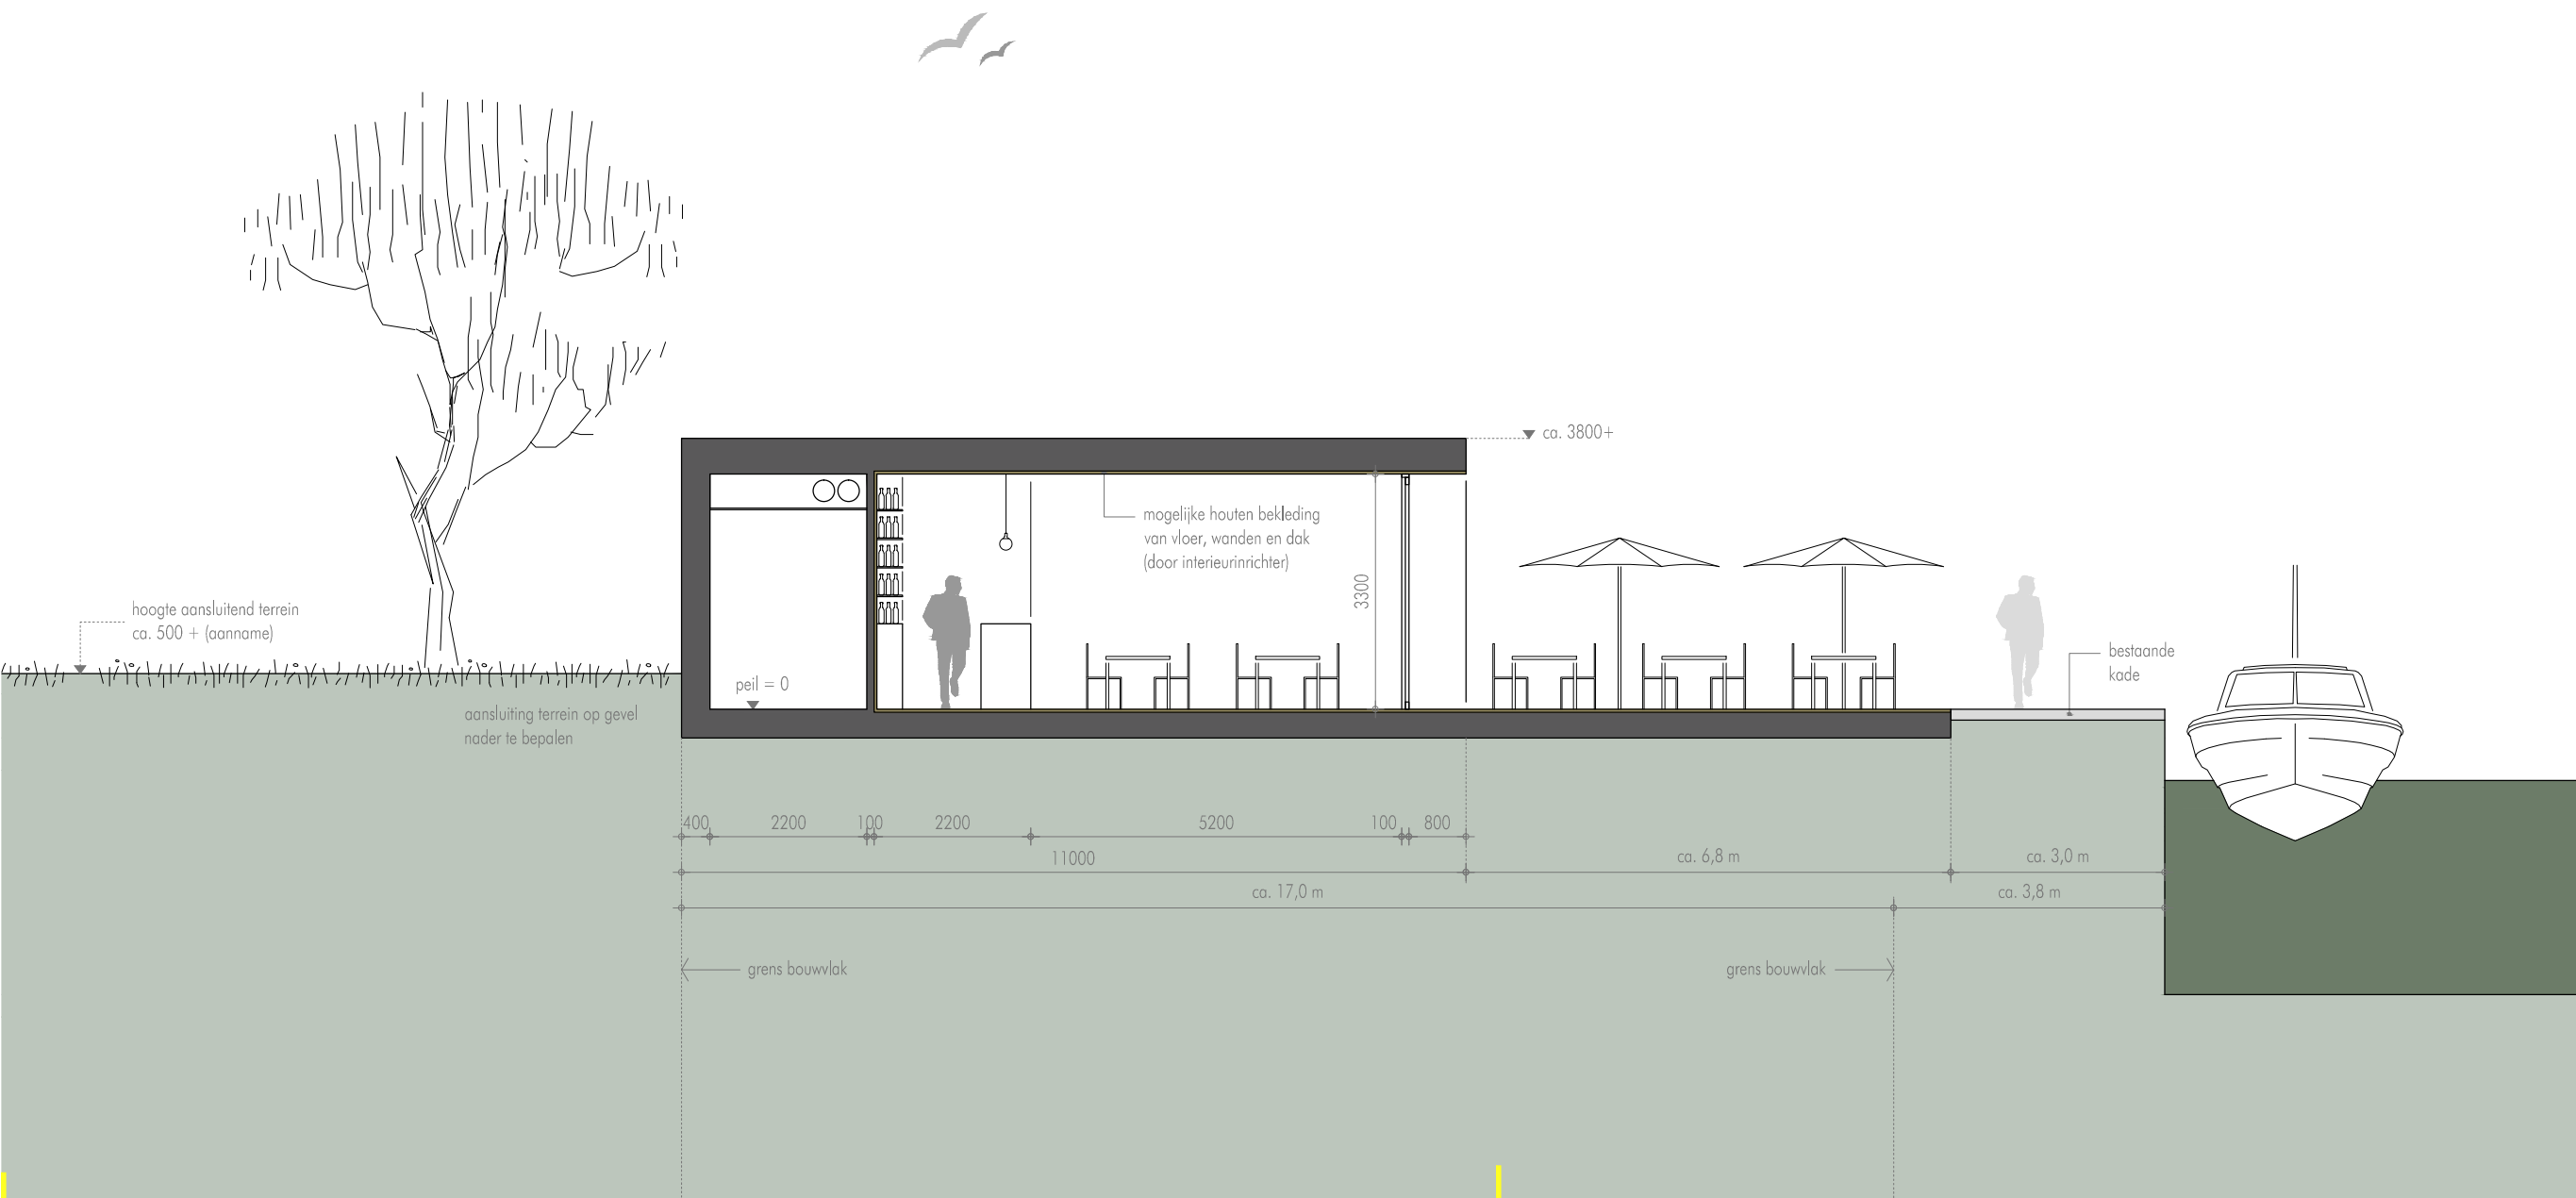 ca. 3800+
mogelijke houten bekleding
van vloer, wanden en dak
(door interieurinrichter)
3300
hoogte aansluitend terrein
ca. 500 + (aanname)
bestaande
kade
peil = 0
aansluiting terrein op gevel
nader te bepalen
400 2200 100 2200 5200 100 800
11000 ca. 6,8 m ca. 3,0 m
ca. 17,0 m ca. 3,8 m
grens bouwvlak grens bouwvlak